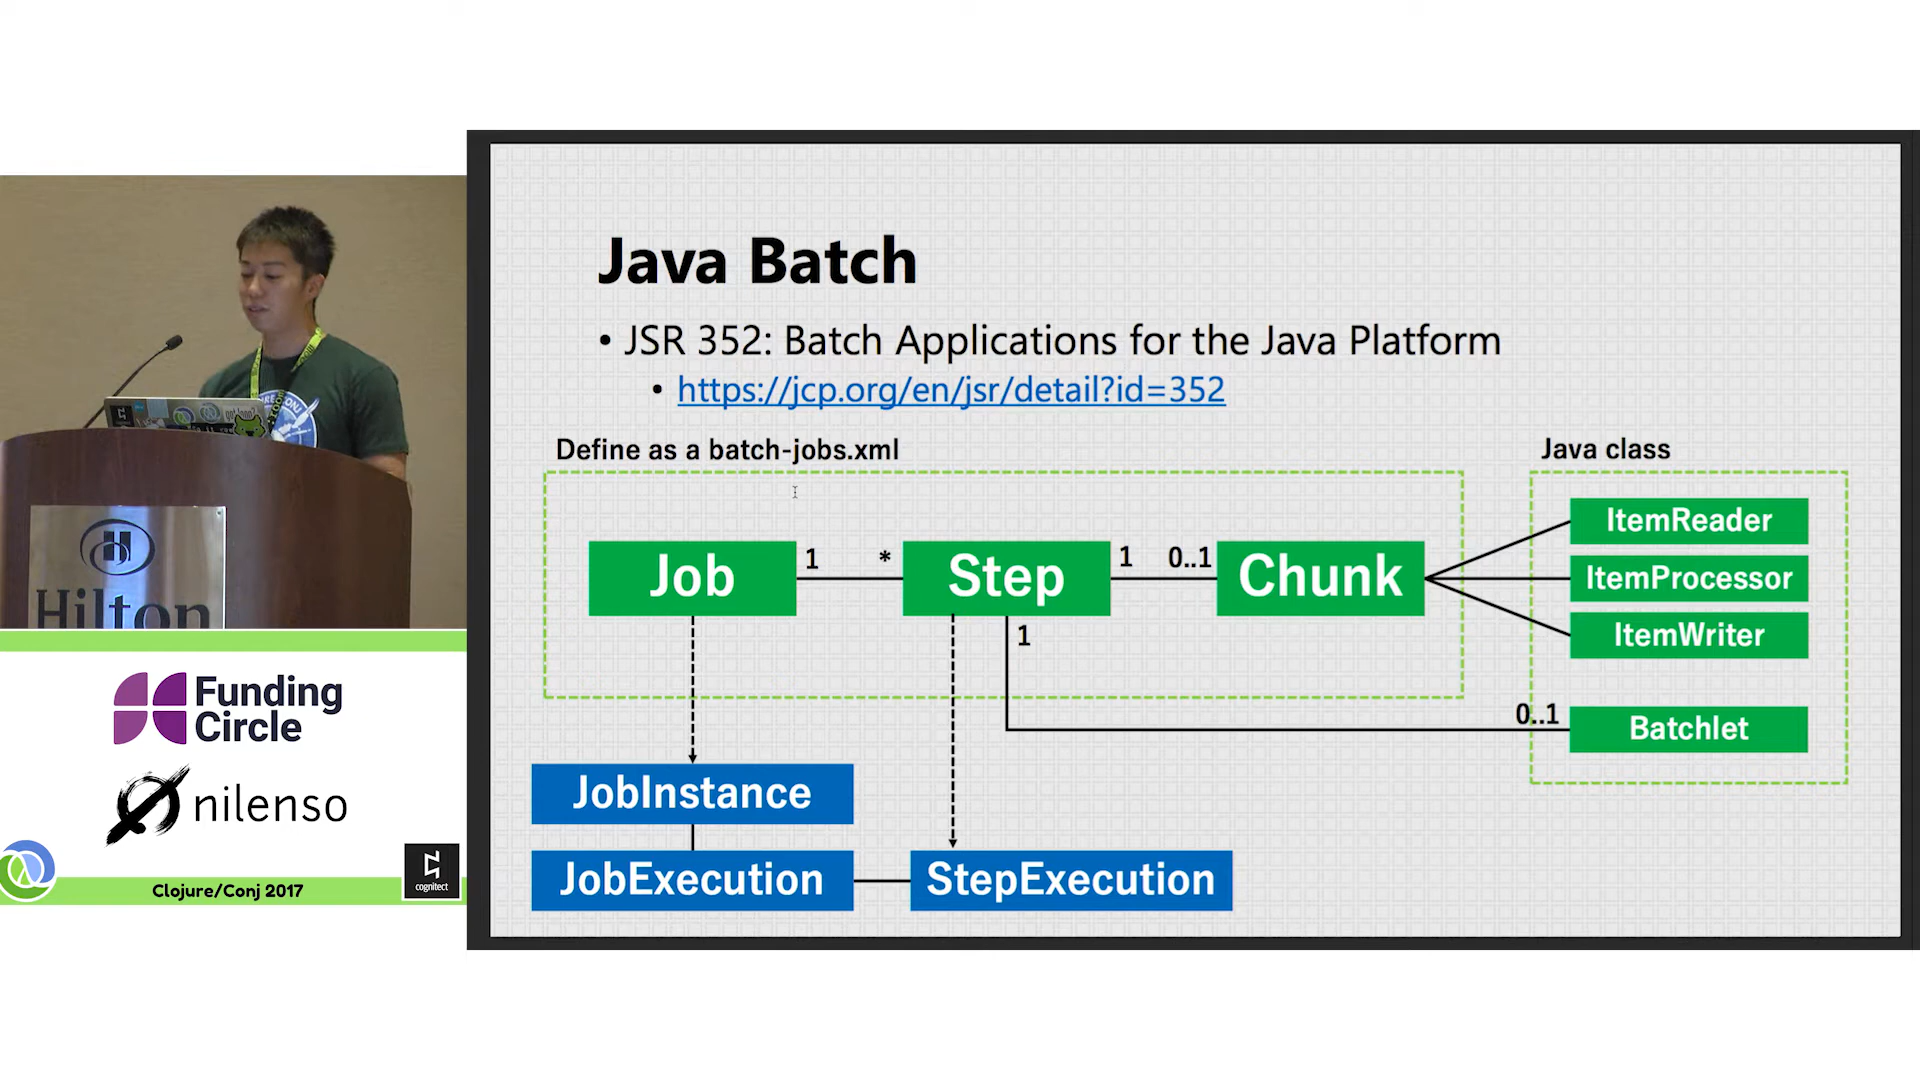 Java Batch
• JSR 352: Batch Applications for the Java Platform
• https://jcp.org/en/jsr/detail?id=352
Define as a batch-jobs.xml
Java class
Job
1
*
Step
1
0..1
Chunk
ItemReader
ItemProcessor
ItemWriter
1
0..1
Batchlet
JobInstance
JobExecution
StepExecution
Hilton
Funding
Circle
nilenso
Clojure/Conj 2017
cognitect